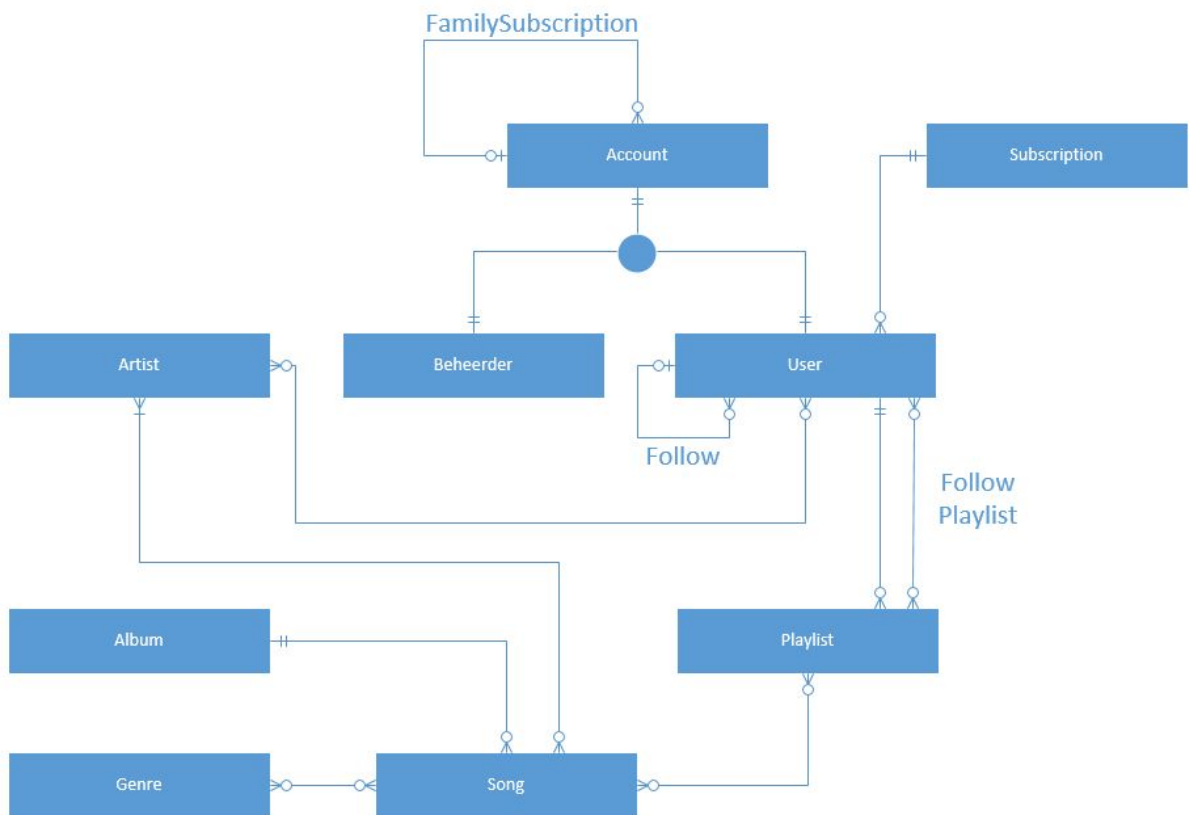 FamilySubscription
Account
Subscription
Artist
Beheerder
User
Follow
Follow
Playlist
Album
Playlist
Genre
Song